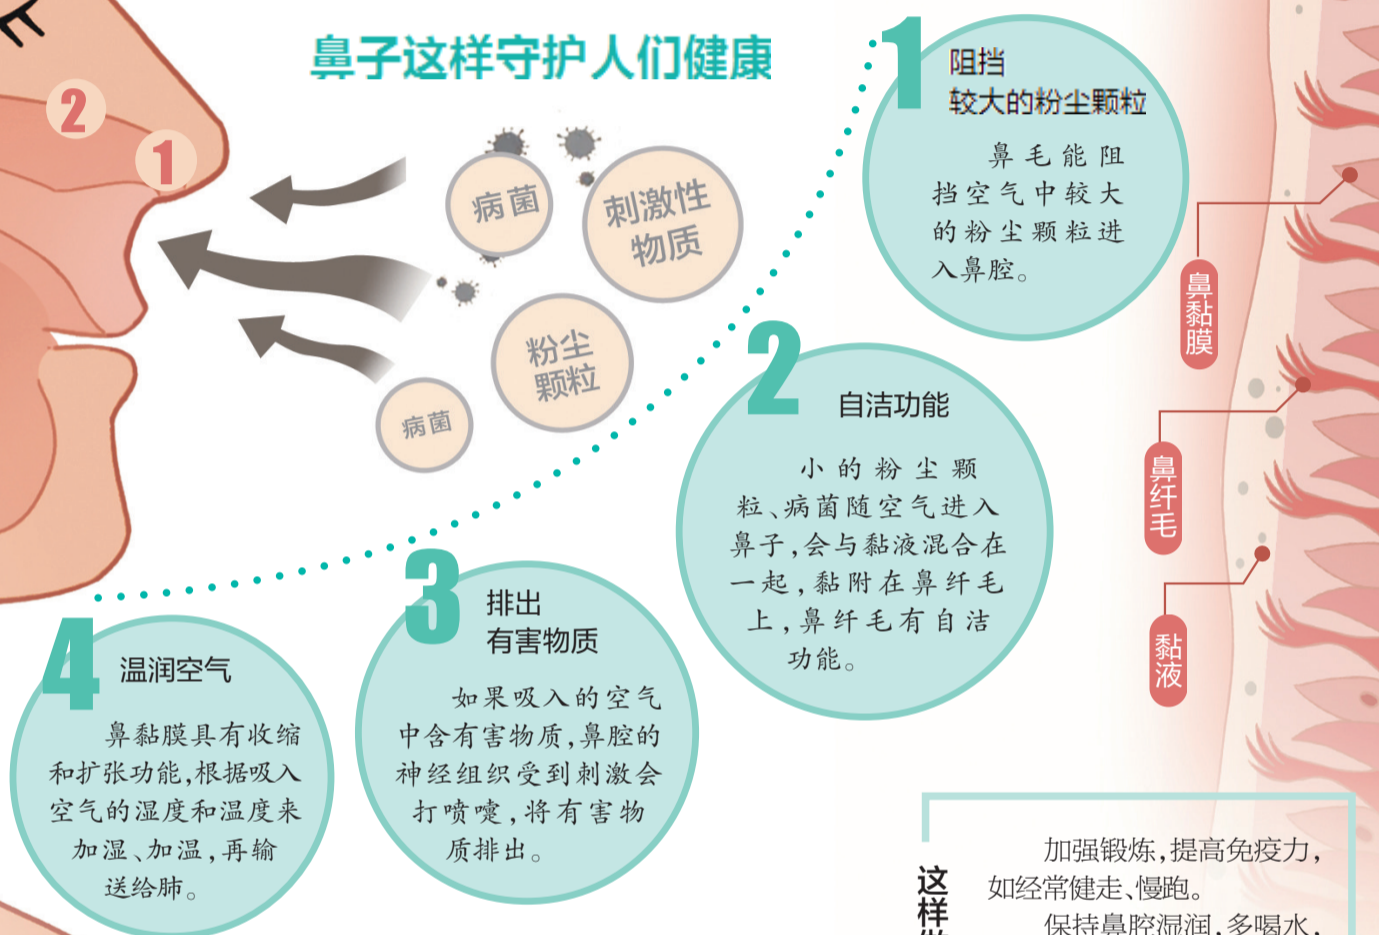 鼻子这样守护人们健康
2
1
病菌
刺激性
物质
粉尘
颗粒
病菌
1
阻挡
较大的粉尘颗粒
鼻毛能阻
挡空气中较大
的粉尘颗粒进
入鼻腔。
2
自洁功能
小的粉尘颗
粒、病菌随空气进入
鼻子,会与黏液混合在
一起,黏附在鼻纤毛
上,鼻纤毛有自洁
功能。
3
排出
有害物质
如果吸入的空气
中含有害物质,鼻腔的
神经组织受到刺激会
打喷嚏,将有害物
质排出。
4
温润空气
鼻黏膜具有收缩
和扩张功能,根据吸入
空气的湿度和温度来
加湿、加温,再输
送给肺。
鼻黏膜
鼻纤毛
黏液
这样
加强锻炼,提高免疫力,
如经常健走、慢跑。
保持鼻腔湿润,多喝水,